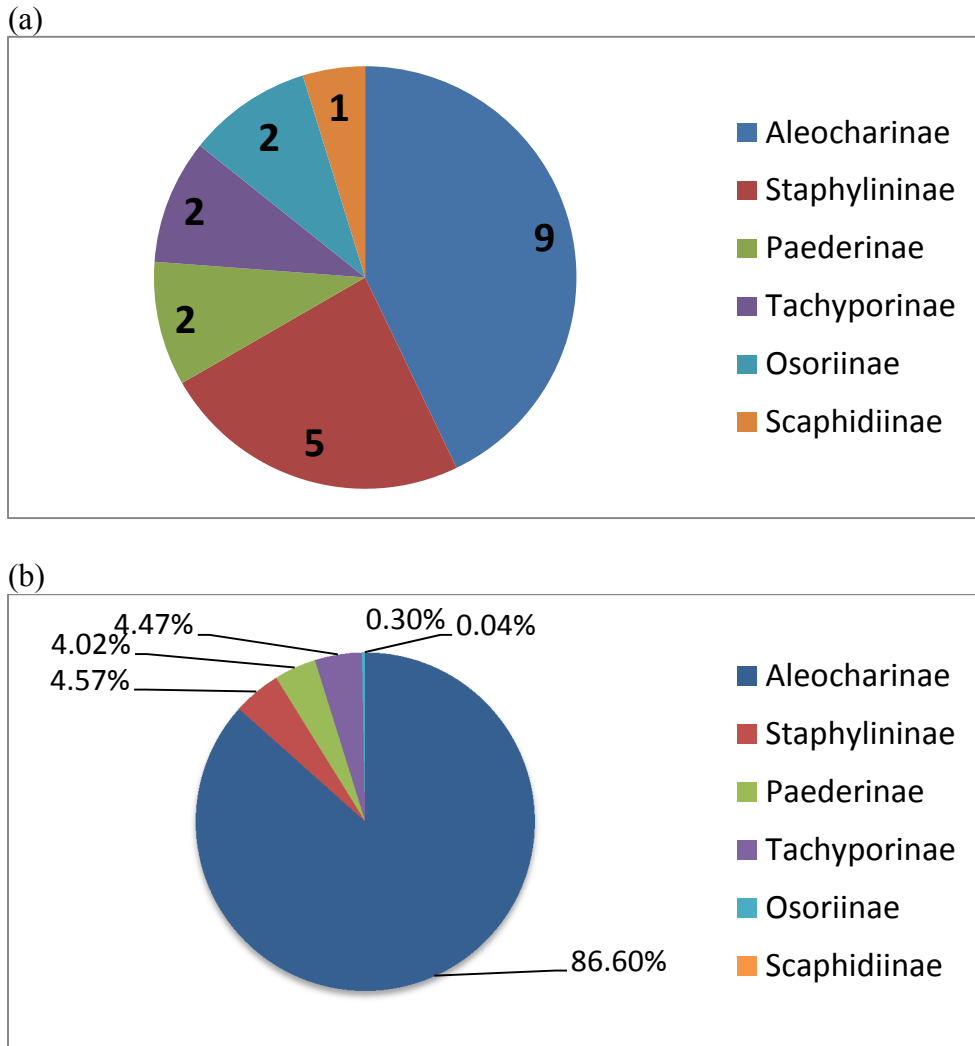 (a)
1
2
2
2
9
5
Aleocharinae
Staphylininae
Paederinae
Tachyporinae
Osoriinae
Scaphidiinae
(b)
4.47% 0.30% 0.04%
4.02%
4.57%
86.60%
Aleocharinae
Staphylininae
Paederinae
Tachyporinae
Osoriinae
Scaphidiinae